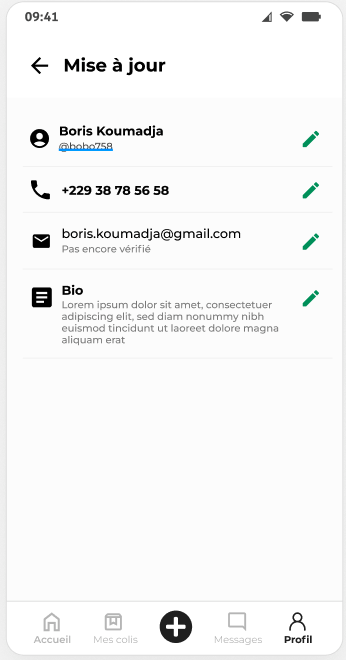 09:41
Mise à jour
Boris Koumadja
@bobo758
+229 38 78 56 58
boris.koumadja@gmail.com
Pas encore vérifié
Bio
Lorem ipsum dolor sit amet, consectetuer
adipiscing elit, sed diam nonummy nibh
euismod tincidunt ut laoreet dolore magna
aliquam erat
Accueil
Mes colis
Messages
Profil